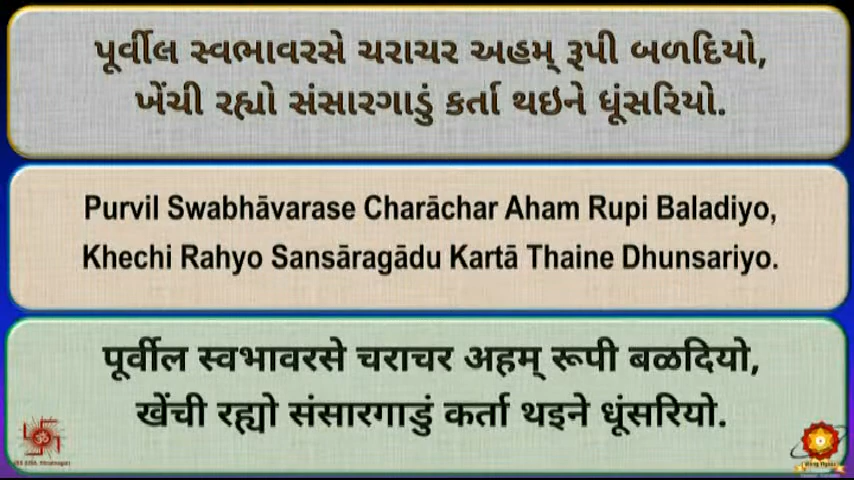 પૂર્વીલ સ્વભાવરસે ચરાચર અહમ્ રૂપી બળદિયો,
ખેંચી રહ્યો સંસારગાડું કર્તા થઇને ધૂંસરિયો.
Purvil Swabhāvarase Charāchar Aham Rupi Baladiyo,
Khechi Rahyo Sansāragādu Kartā Thaine Dhunsariyo.
पूर्वील स्वभावरसे चराचर अहम् रूपी बळदियो,
खेंची रह्यो संसारगाडुं कर्ता थइने धूंसरियो.